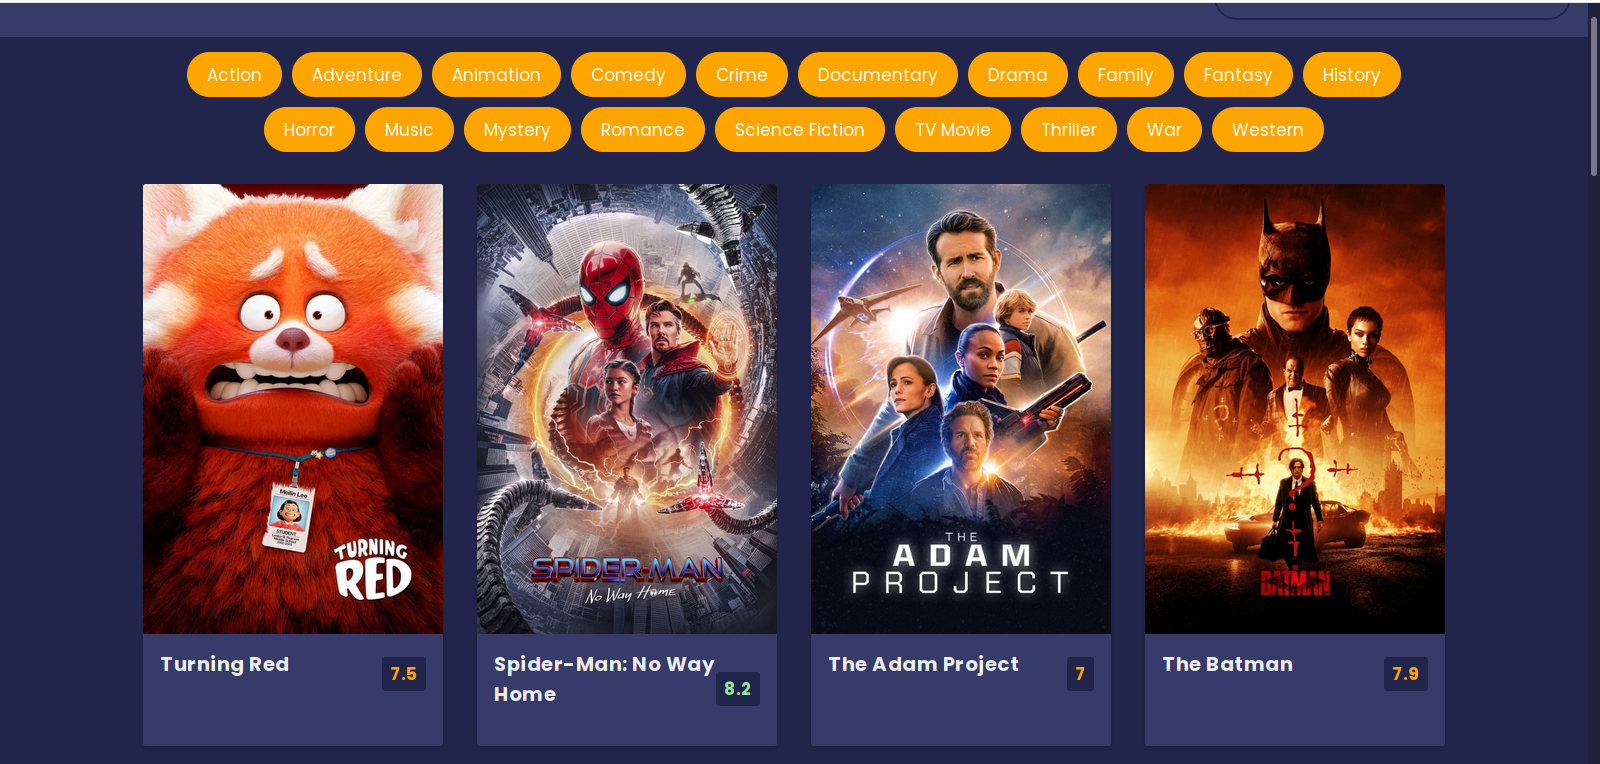 Action Adventure Animation Comedy Crime Documentary Drama Family Fantasy History
Horror Music Mystery Romance Science Fiction TV Movie Thriller War Western
Meilin Lee
STUDENT
TURNING
RED
SPIDER-MAN
No Way Home
THE
ADAM
PROJECT
THE
BATMAN
Turning Red
7.5
Spider-Man: No Way
Home
8.2
The Adam Project
7
The Batman
7.9